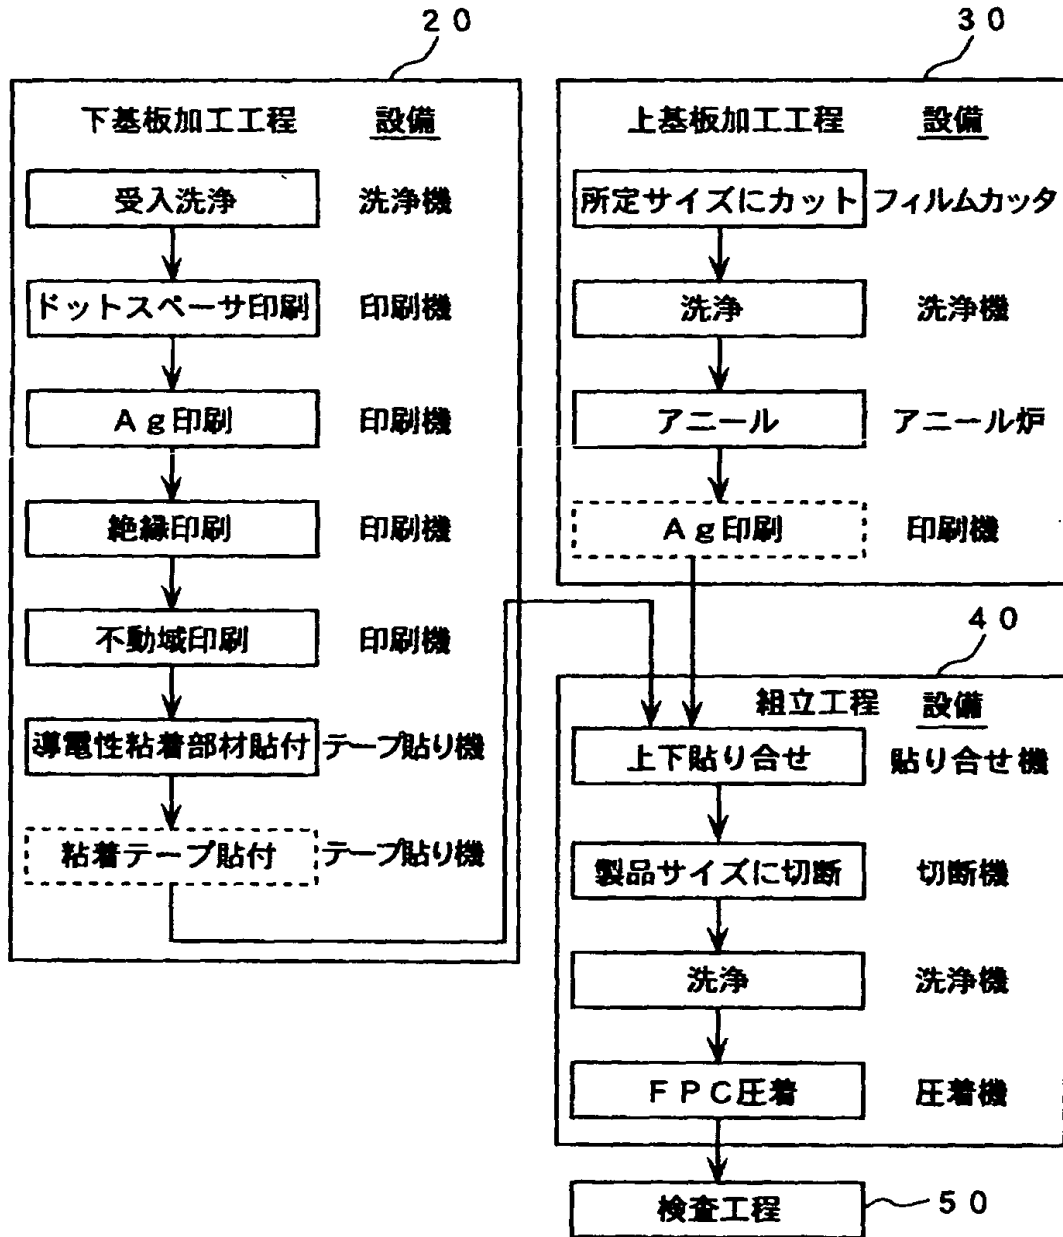 20
下基板加工工程 設備
受入洗浄 洗浄機
ドットスペーサ印刷 印刷機
Ag印刷 印刷機
絶縁印刷 印刷機
不動域印刷 印刷機
導電性粘着部材貼付 テープ貼り機
粘着テープ貼付 テープ貼り機
30
上基板加工工程 設備
所定サイズにカット フィルムカッタ
洗浄 洗浄機
アニール アニール炉
Ag印刷 印刷機
40
組立工程 設備
上下貼り合せ 貼り合せ機
製品サイズに切断 切断機
洗浄 洗浄機
FPC圧着 圧着機
検査工程 50